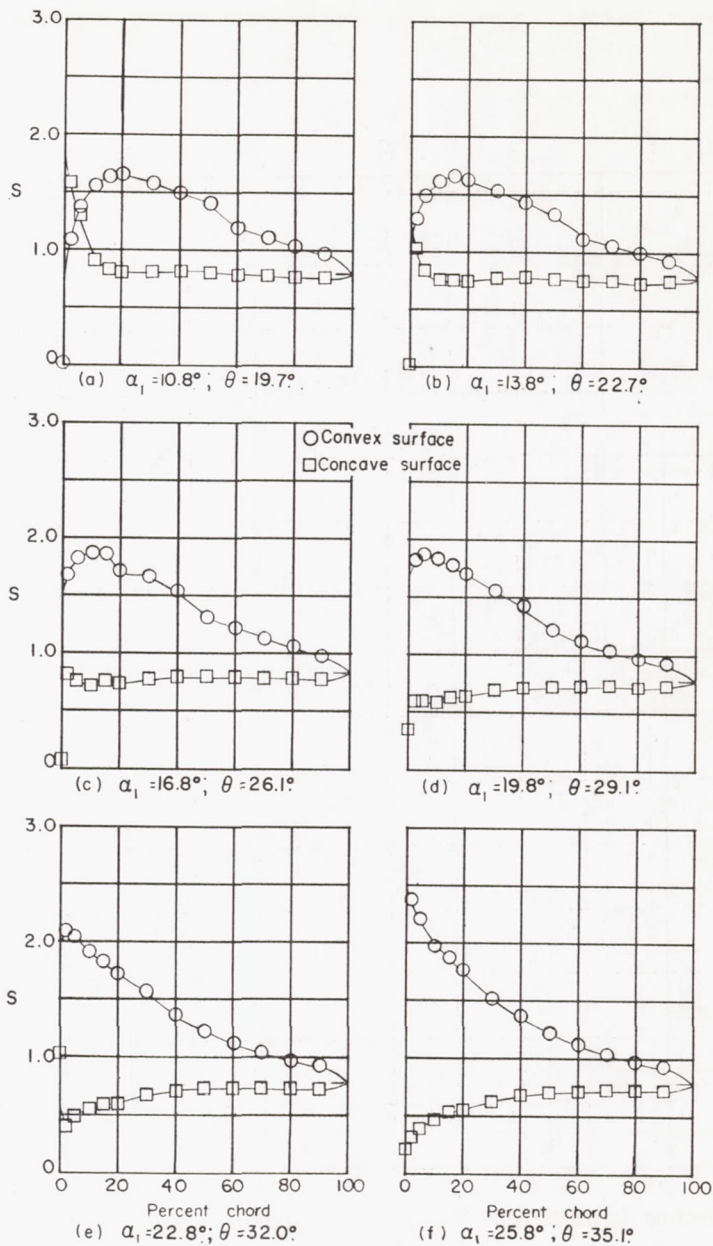 3.0
2.0
S
1.0
0
(a) α₁ =10.8°; θ =19.7°
(b) α₁ =13.8°; θ =22.7°
3.0
○ Convex surface
□ Concave surface
2.0
S
1.0
0
(c) α₁ =16.8°; θ =26.1°
(d) α₁ =19.8°; θ =29.1°
3.0
2.0
S
1.0
0
0 20 40 60 80 100
0 20 40 60 80 100
Percent chord
Percent chord
(e) α₁ =22.8°; θ =32.0°
(f) α₁ =25.8°; θ =35.1°